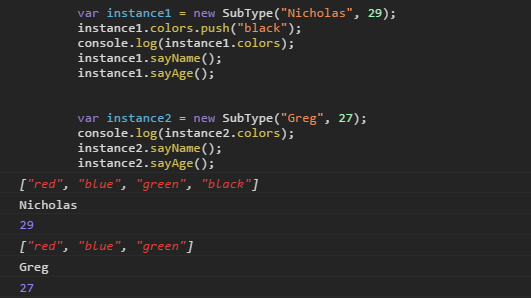 var instance1 = new SubType("Nicholas", 29);
instance1.colors.push("black");
console.log(instance1.colors);
instance1.sayName();
instance1.sayAge();
var instance2 = new SubType("Greg", 27);
console.log(instance2.colors);
instance2.sayName();
instance2.sayAge();
["red", "blue", "green", "black"]
Nicholas
29
["red", "blue", "green"]
Greg
27